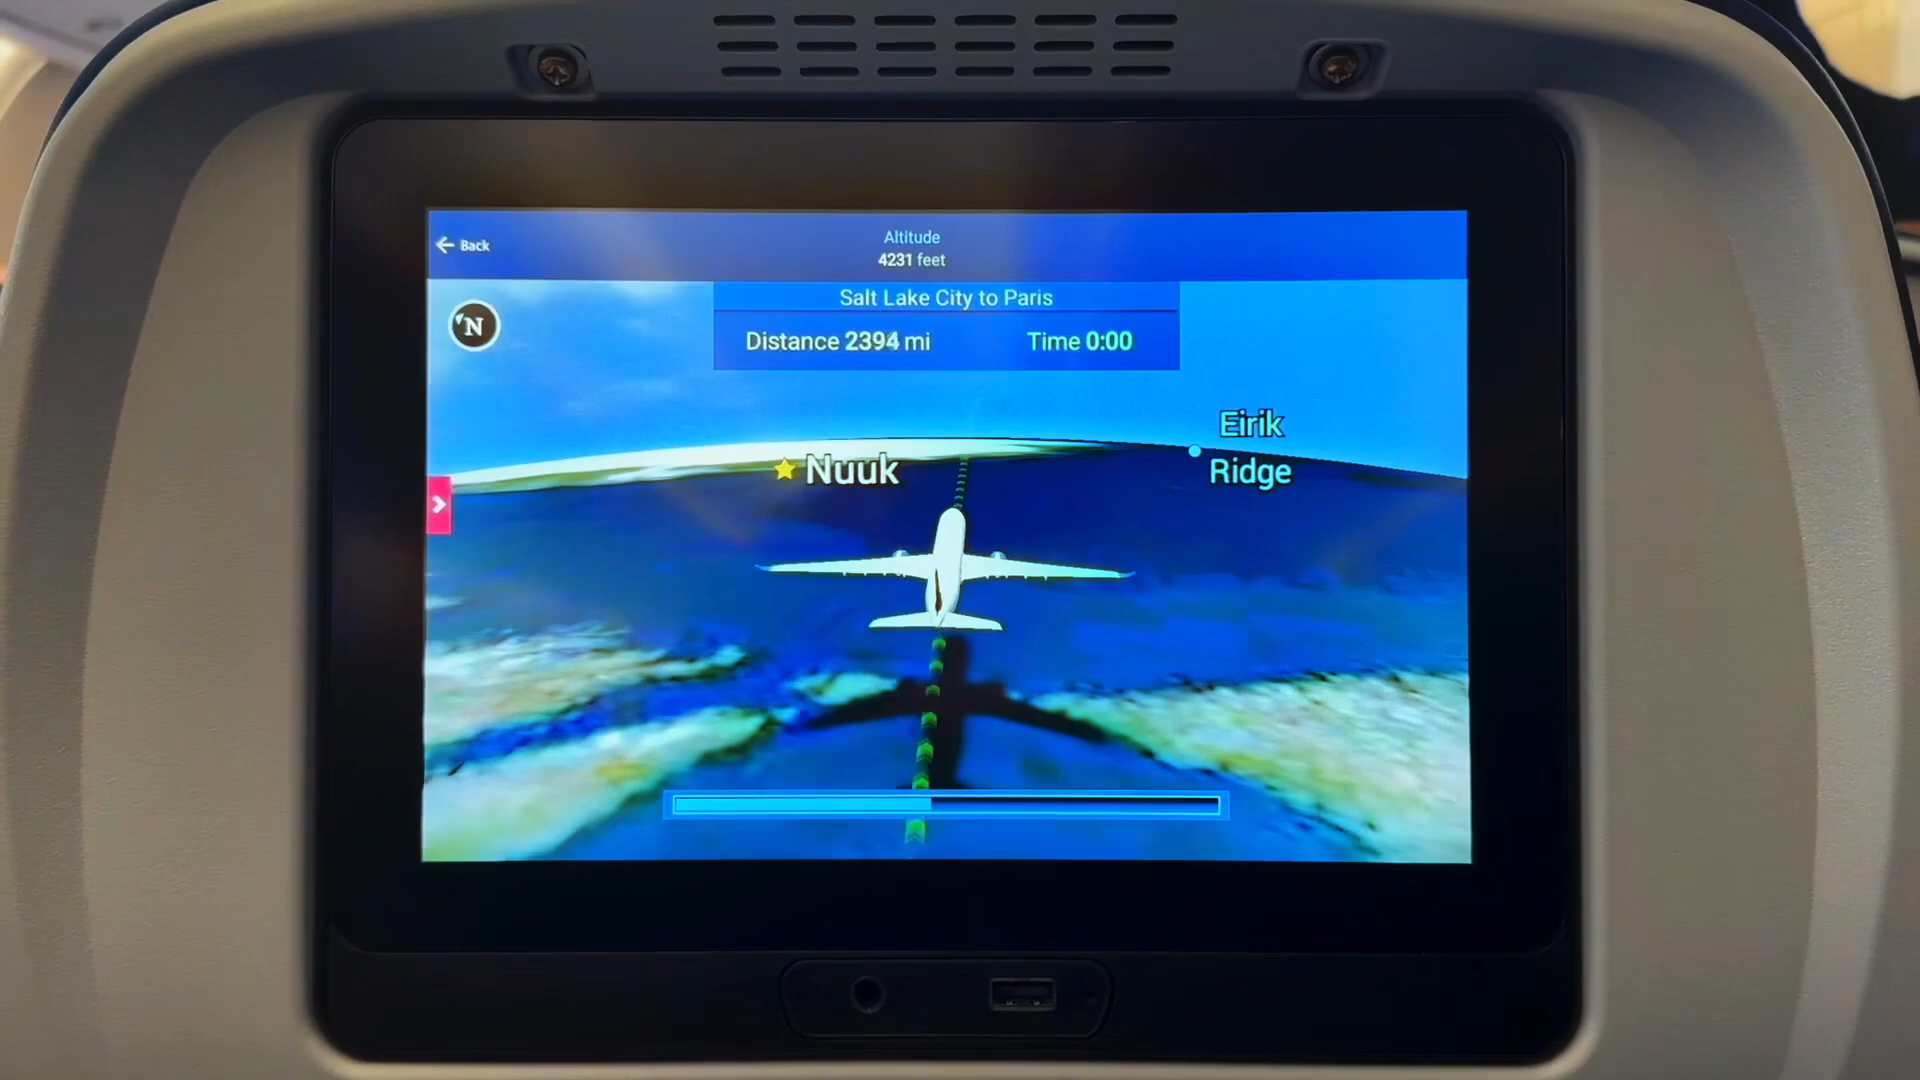 Back
Altitude
4231 feet
Salt Lake City to Paris
Distance 2394 mi
Time 0:00
N
Eirik
Ridge
Nuuk